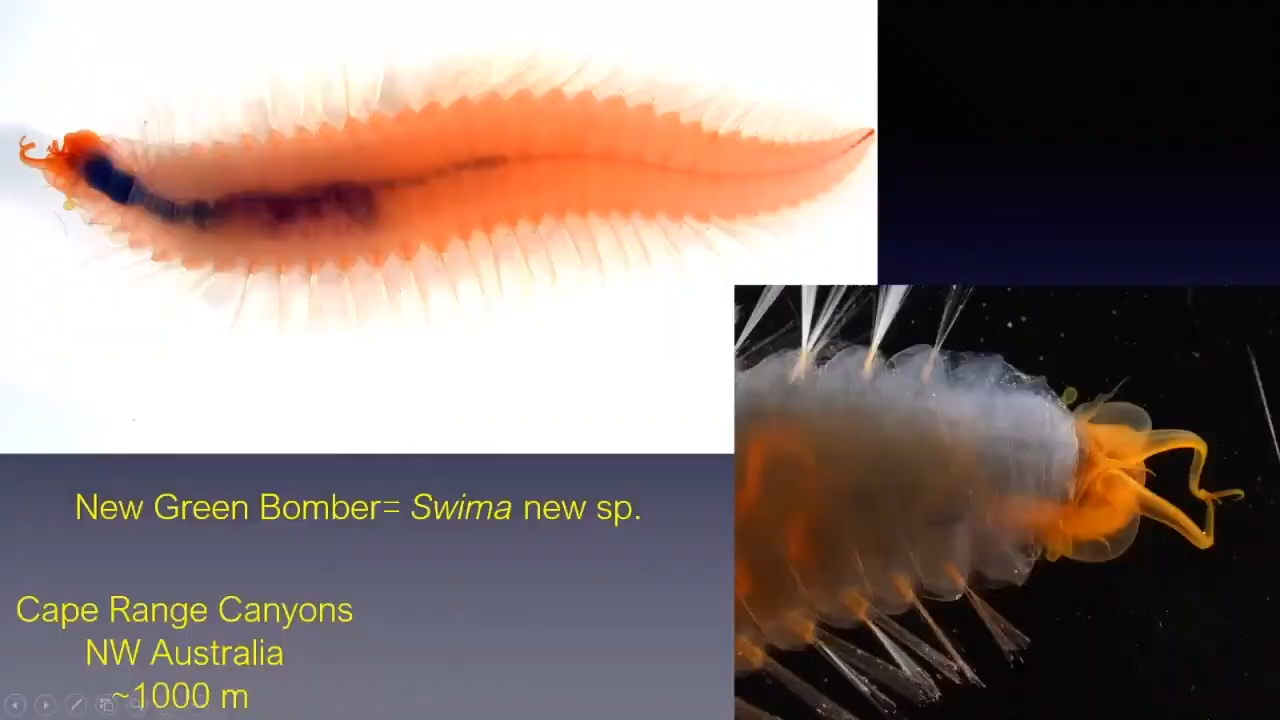 New Green Bomber= Swima new sp.
Cape Range Canyons
NW Australia
~1000 m